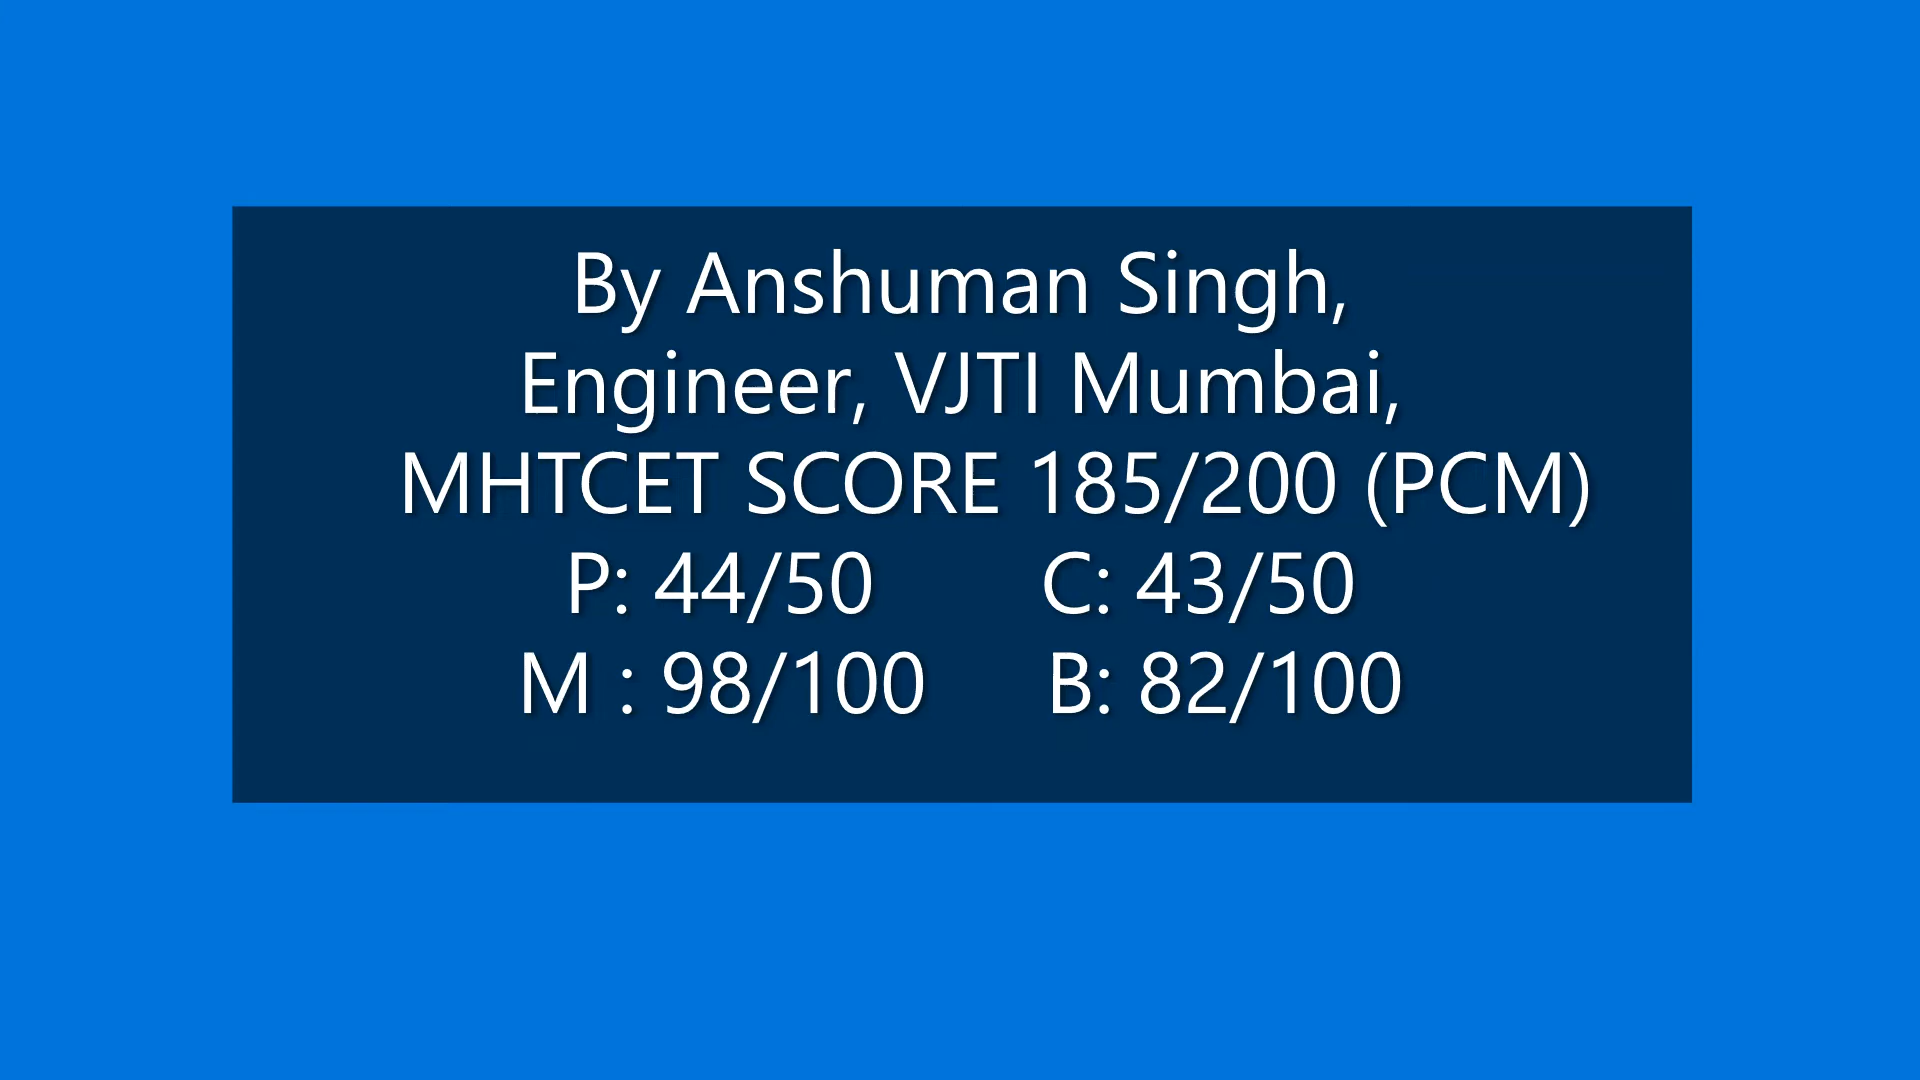 By Anshuman Singh,
Engineer, VJTI Mumbai,
MHTCET SCORE 185/200 (PCM)
P: 44/50 C: 43/50
M : 98/100 B: 82/100